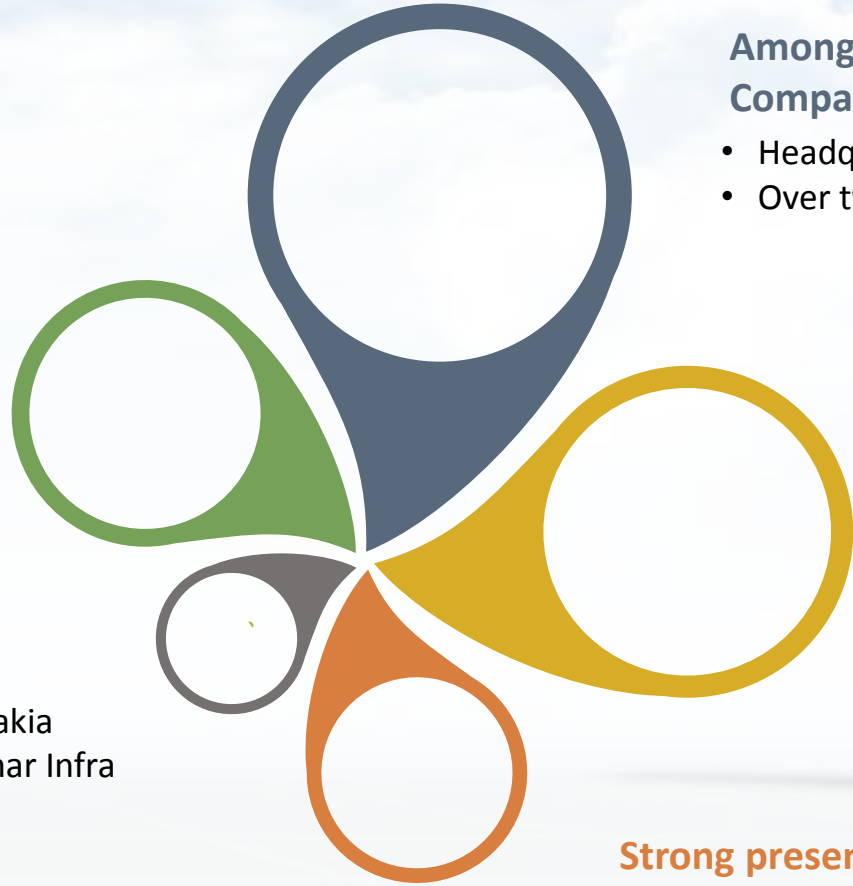 Among
Compa
• Headq
• Over t
akia
nar Infra
Strong preser